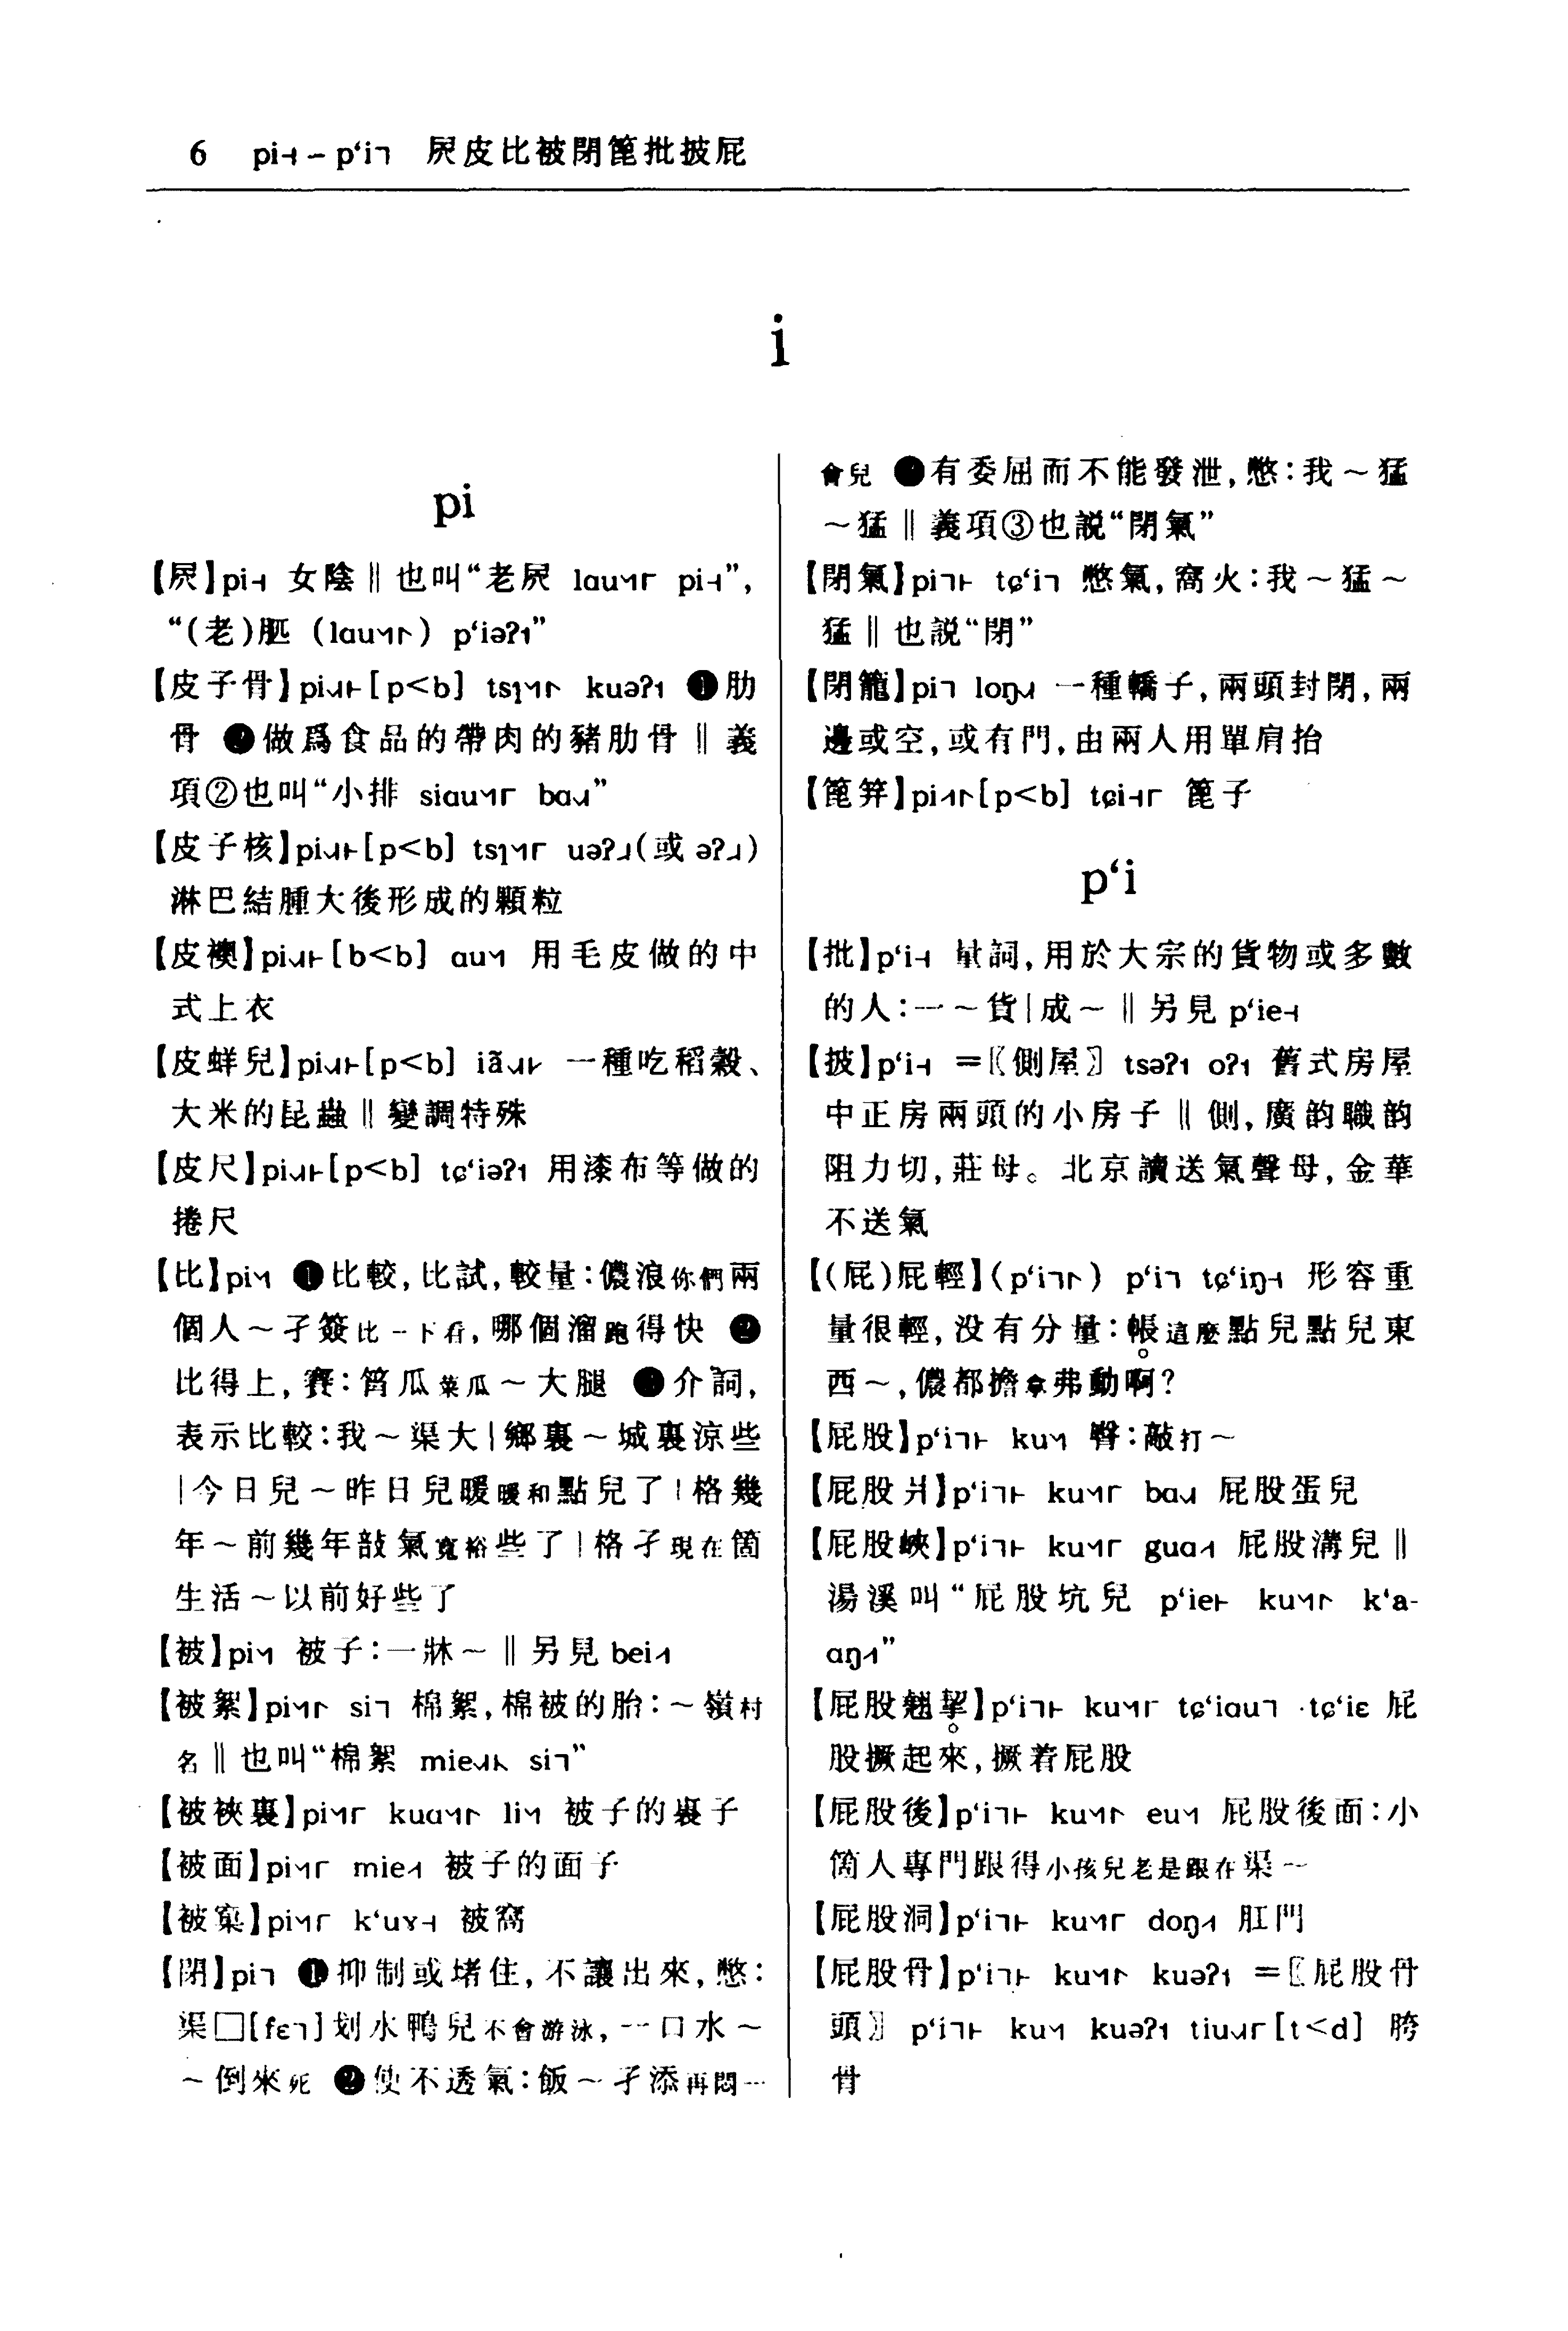 6 pi˧ – p‘i˥ 屄皮比被閉篦批披屁
i
pi
【屄】pi˧ 女陰‖也叫“老屄 lau pi˧”,
“(老)𣬠 (lau) p‘iəʔ”
【皮子骨】pi[p<b] tsɿ kuəʔ ❶肋
骨 ❷做爲食品的帶肉的豬肋骨‖義
項②也叫“小排 siau ba”
【皮子核】pi[p<b] tsɿ uəʔ(或 əʔ)
淋巴結腫大後形成的顆粒
【皮襖】pi[b<b] au 用毛皮做的中
式上衣
【皮蛘兒】pi[p<b] iã 一種吃稻穀、
大米的昆蟲‖變調特殊
【皮尺】pi[p<b] tɕ‘iəʔ 用漆布等做的
捲尺
【比】pi ❶比較,比試,較量:儂浪你們兩
個人~孑簽比一下看,哪個溜跑得快 ❷
比得上,賽:筲瓜菜瓜~大腿 ❸介詞,
表示比較:我~渠大|鄉裏~城裏涼些
|今日兒~昨日兒暖暖和點兒了|格幾
年~前幾年敨氣寬裕些了|格孑現在箇
生活~以前好些了
【被】pi 被子:一牀~‖另見 bei
【被絮】pi si˥ 棉絮,棉被的胎:~嶺村
名‖也叫“棉絮 mie si˥”
【被裌裏】pi kua li 被子的裏子
【被面】pi mie 被子的面子
【被窠】pi k‘uɤ˧ 被窩
【閉】pi˥ ❶抑制或堵住,不讓出來,憋:
渠□[fɛ˥]划水鴨兒不會游泳,一口水~
~倒來死 ❷使不透氣:飯~孑添再悶一
會兒 ❸有委屈而不能發泄,憋:我~猛
~猛‖義項③也説“閉氣”
【閉氣】pi tɕ‘i˥ 憋氣,窩火:我~猛~
猛‖也説“閉”
【閉籠】pi˥ loŋ 一種轎子,兩頭封閉,兩
邊或空,或有門,由兩人用單肩抬
【篦笄】pi[p<b] tɕi 篦子
p‘i
【批】p‘i˧ 量詞,用於大宗的貨物或多數
的人:一~貨|成~‖另見 p‘ie˧
【披】p‘i˧ =〖側屋〗 tsəʔ oʔ 舊式房屋
中正房兩頭的小房子‖側,廣韵職韵
阻力切,莊母。北京讀送氣聲母,金華
不送氣
【(屁)屁輕】(p‘i) p‘i˥ tɕ‘iŋ˧ 形容重
量很輕,没有分量:帳這麽點兒點兒東
西~,儂都擔拿弗動啊?
【屁股】p‘i ku 臀:敲打~
【屁股爿】p‘i ku ba 屁股蛋兒
【屁股峽】p‘i ku gua 屁股溝兒‖
湯溪叫“屁股坑兒 p‘ie ku k‘a-
aŋ”
【屁股翹挈】p‘i ku tɕ‘iau˥ ·tɕ‘iɛ 屁
股撅起來,撅着屁股
【屁股後】p‘i ku eu 屁股後面:小
箇人專門跟得小孩兒老是跟在渠~
【屁股洞】p‘i ku doŋ 肛門
【屁股骨】p‘i ku kuəʔ =〖屁股骨
頭〗 p‘i ku kuəʔ tiu[t<d] 胯
骨